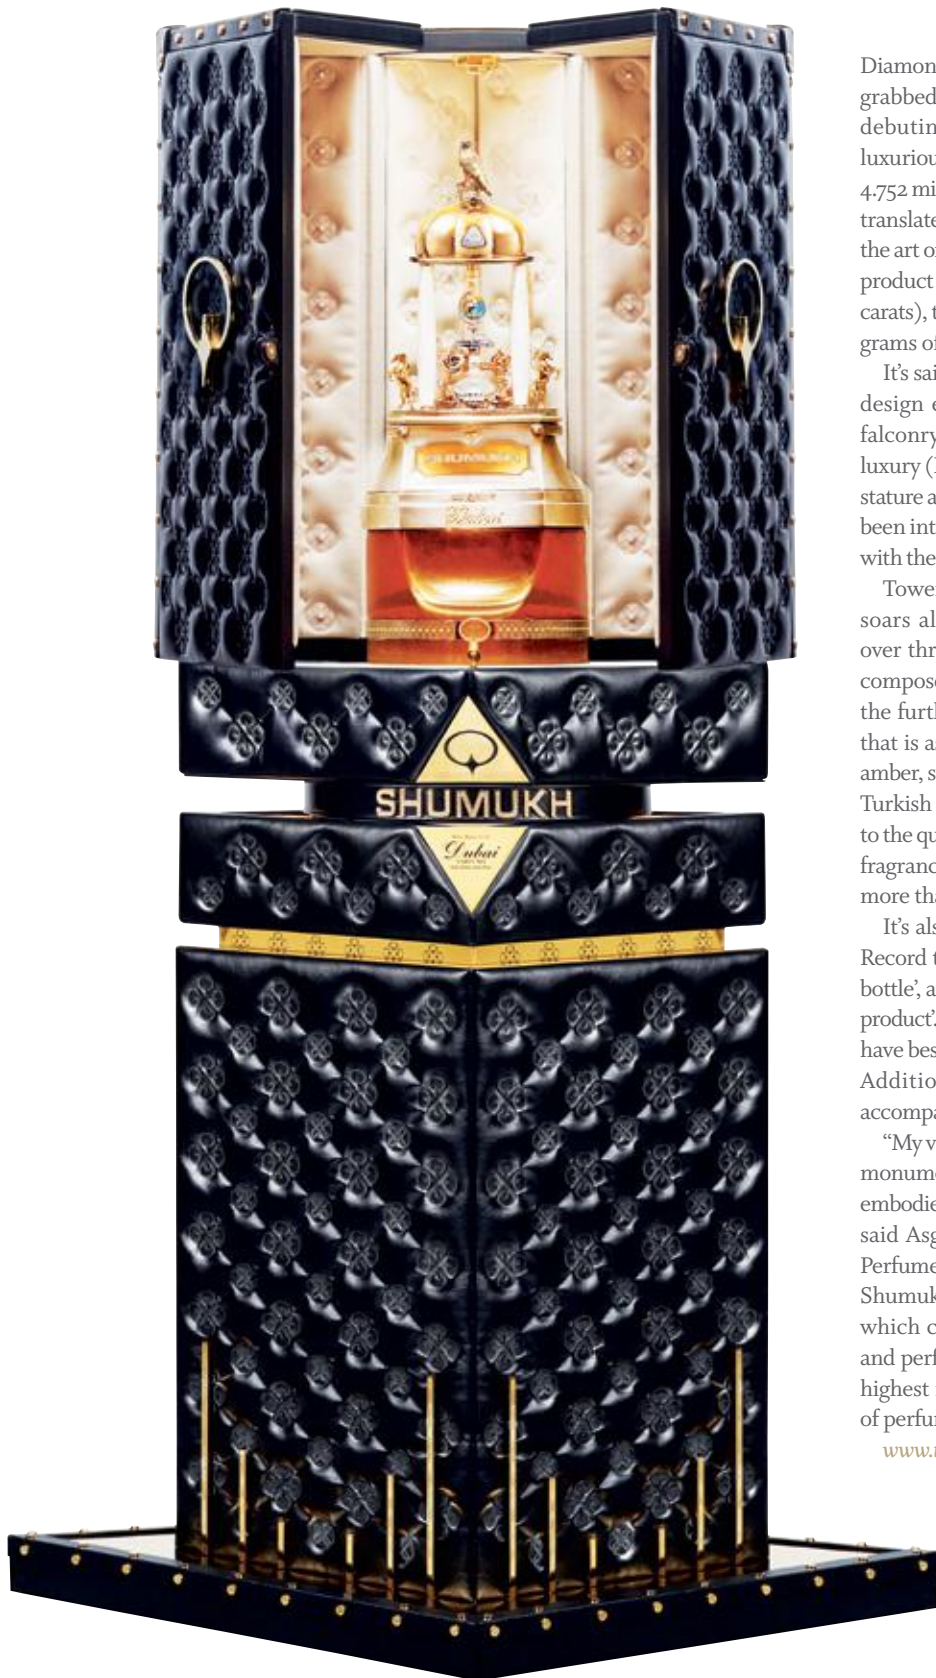 SHUMUKH
Dubai
SHUMUKH
Dubai
Diamon
grabbed
debutin
luxuriou
4.752 mi
translate
the art o
product
carats), t
grams of
It's sai
design e
falconry
luxury (
stature a
been int
with the
Tower
soars al
over thr
compose
the furth
that is a
amber, s
Turkish
to the qu
fragranc
more tha
It's als
Record t
bottle', a
product'.
have bes
Additio
accompa
“My v
monume
embodie
said Asg
Perfume
Shumuk
which c
and perf
highest
of perfu
www.